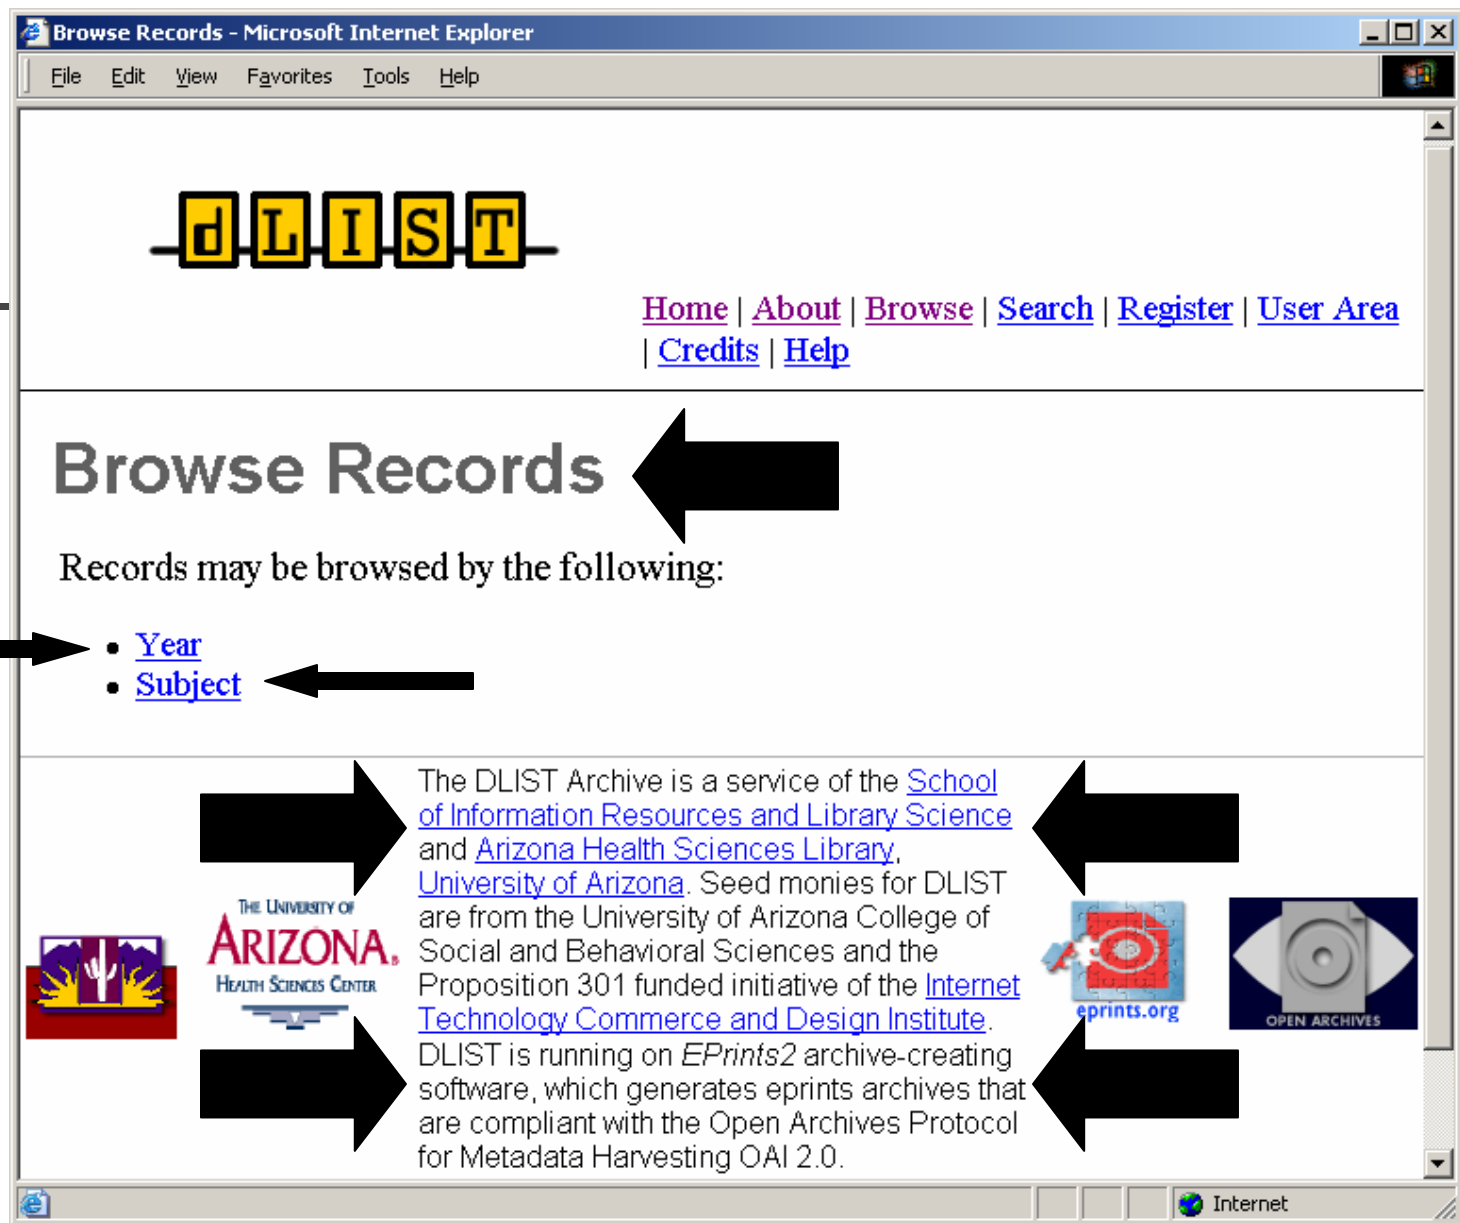 Browse Records - Microsoft Internet Explorer
File Edit View Favorites Tools Help
dLIST
Home | About | Browse | Search | Register | User Area
| Credits | Help
Browse Records
Records may be browsed by the following:
• Year
• Subject
The DLIST Archive is a service of the School
of Information Resources and Library Science
and Arizona Health Sciences Library,
University of Arizona. Seed monies for DLIST
are from the University of Arizona College of
Social and Behavioral Sciences and the
Proposition 301 funded initiative of the Internet
Technology Commerce and Design Institute.
DLIST is running on EPrints2 archive-creating
software, which generates eprints archives that
are compliant with the Open Archives Protocol
for Metadata Harvesting OAI 2.0.
THE UNIVERSITY OF
ARIZONA.
HEALTH SCIENCES CENTER
eprints.org
OPEN ARCHIVES
Internet